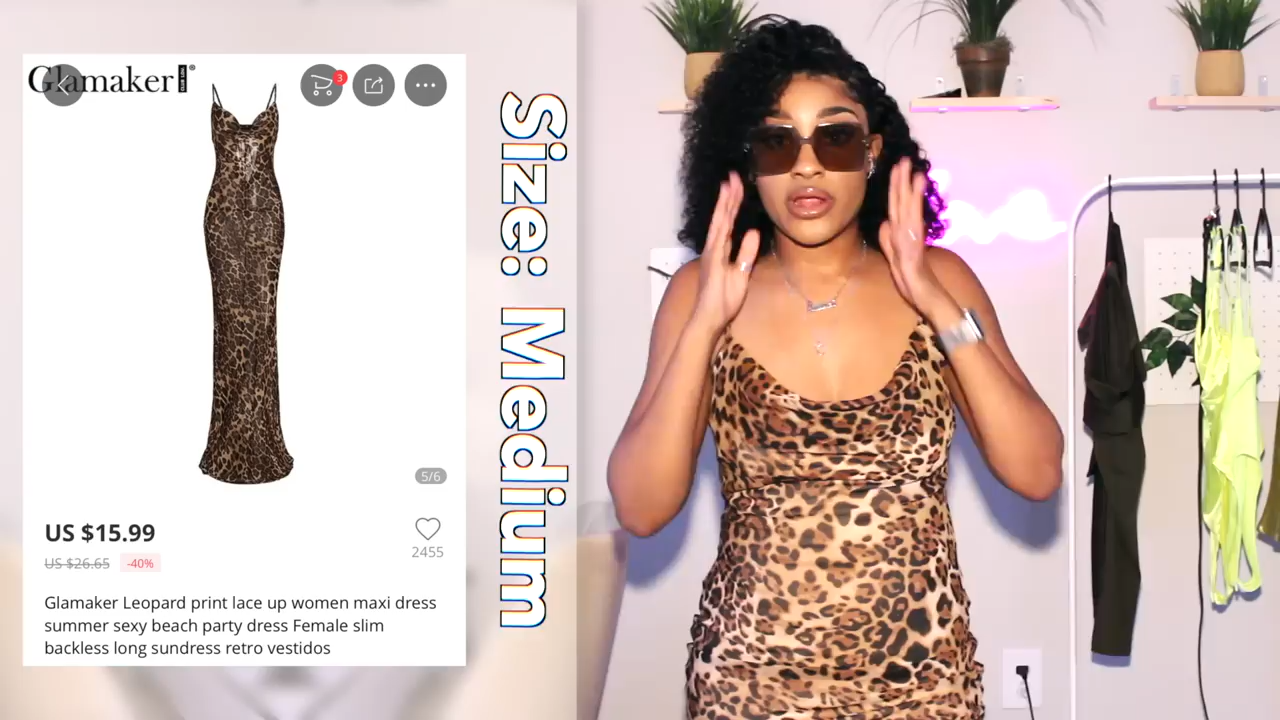 Glamaker
3
5/6
US $15.99
2455
US $26.65
-40%
Glamaker Leopard print lace up women maxi dress
summer sexy beach party dress Female slim
backless long sundress retro vestidos
Size: Medium